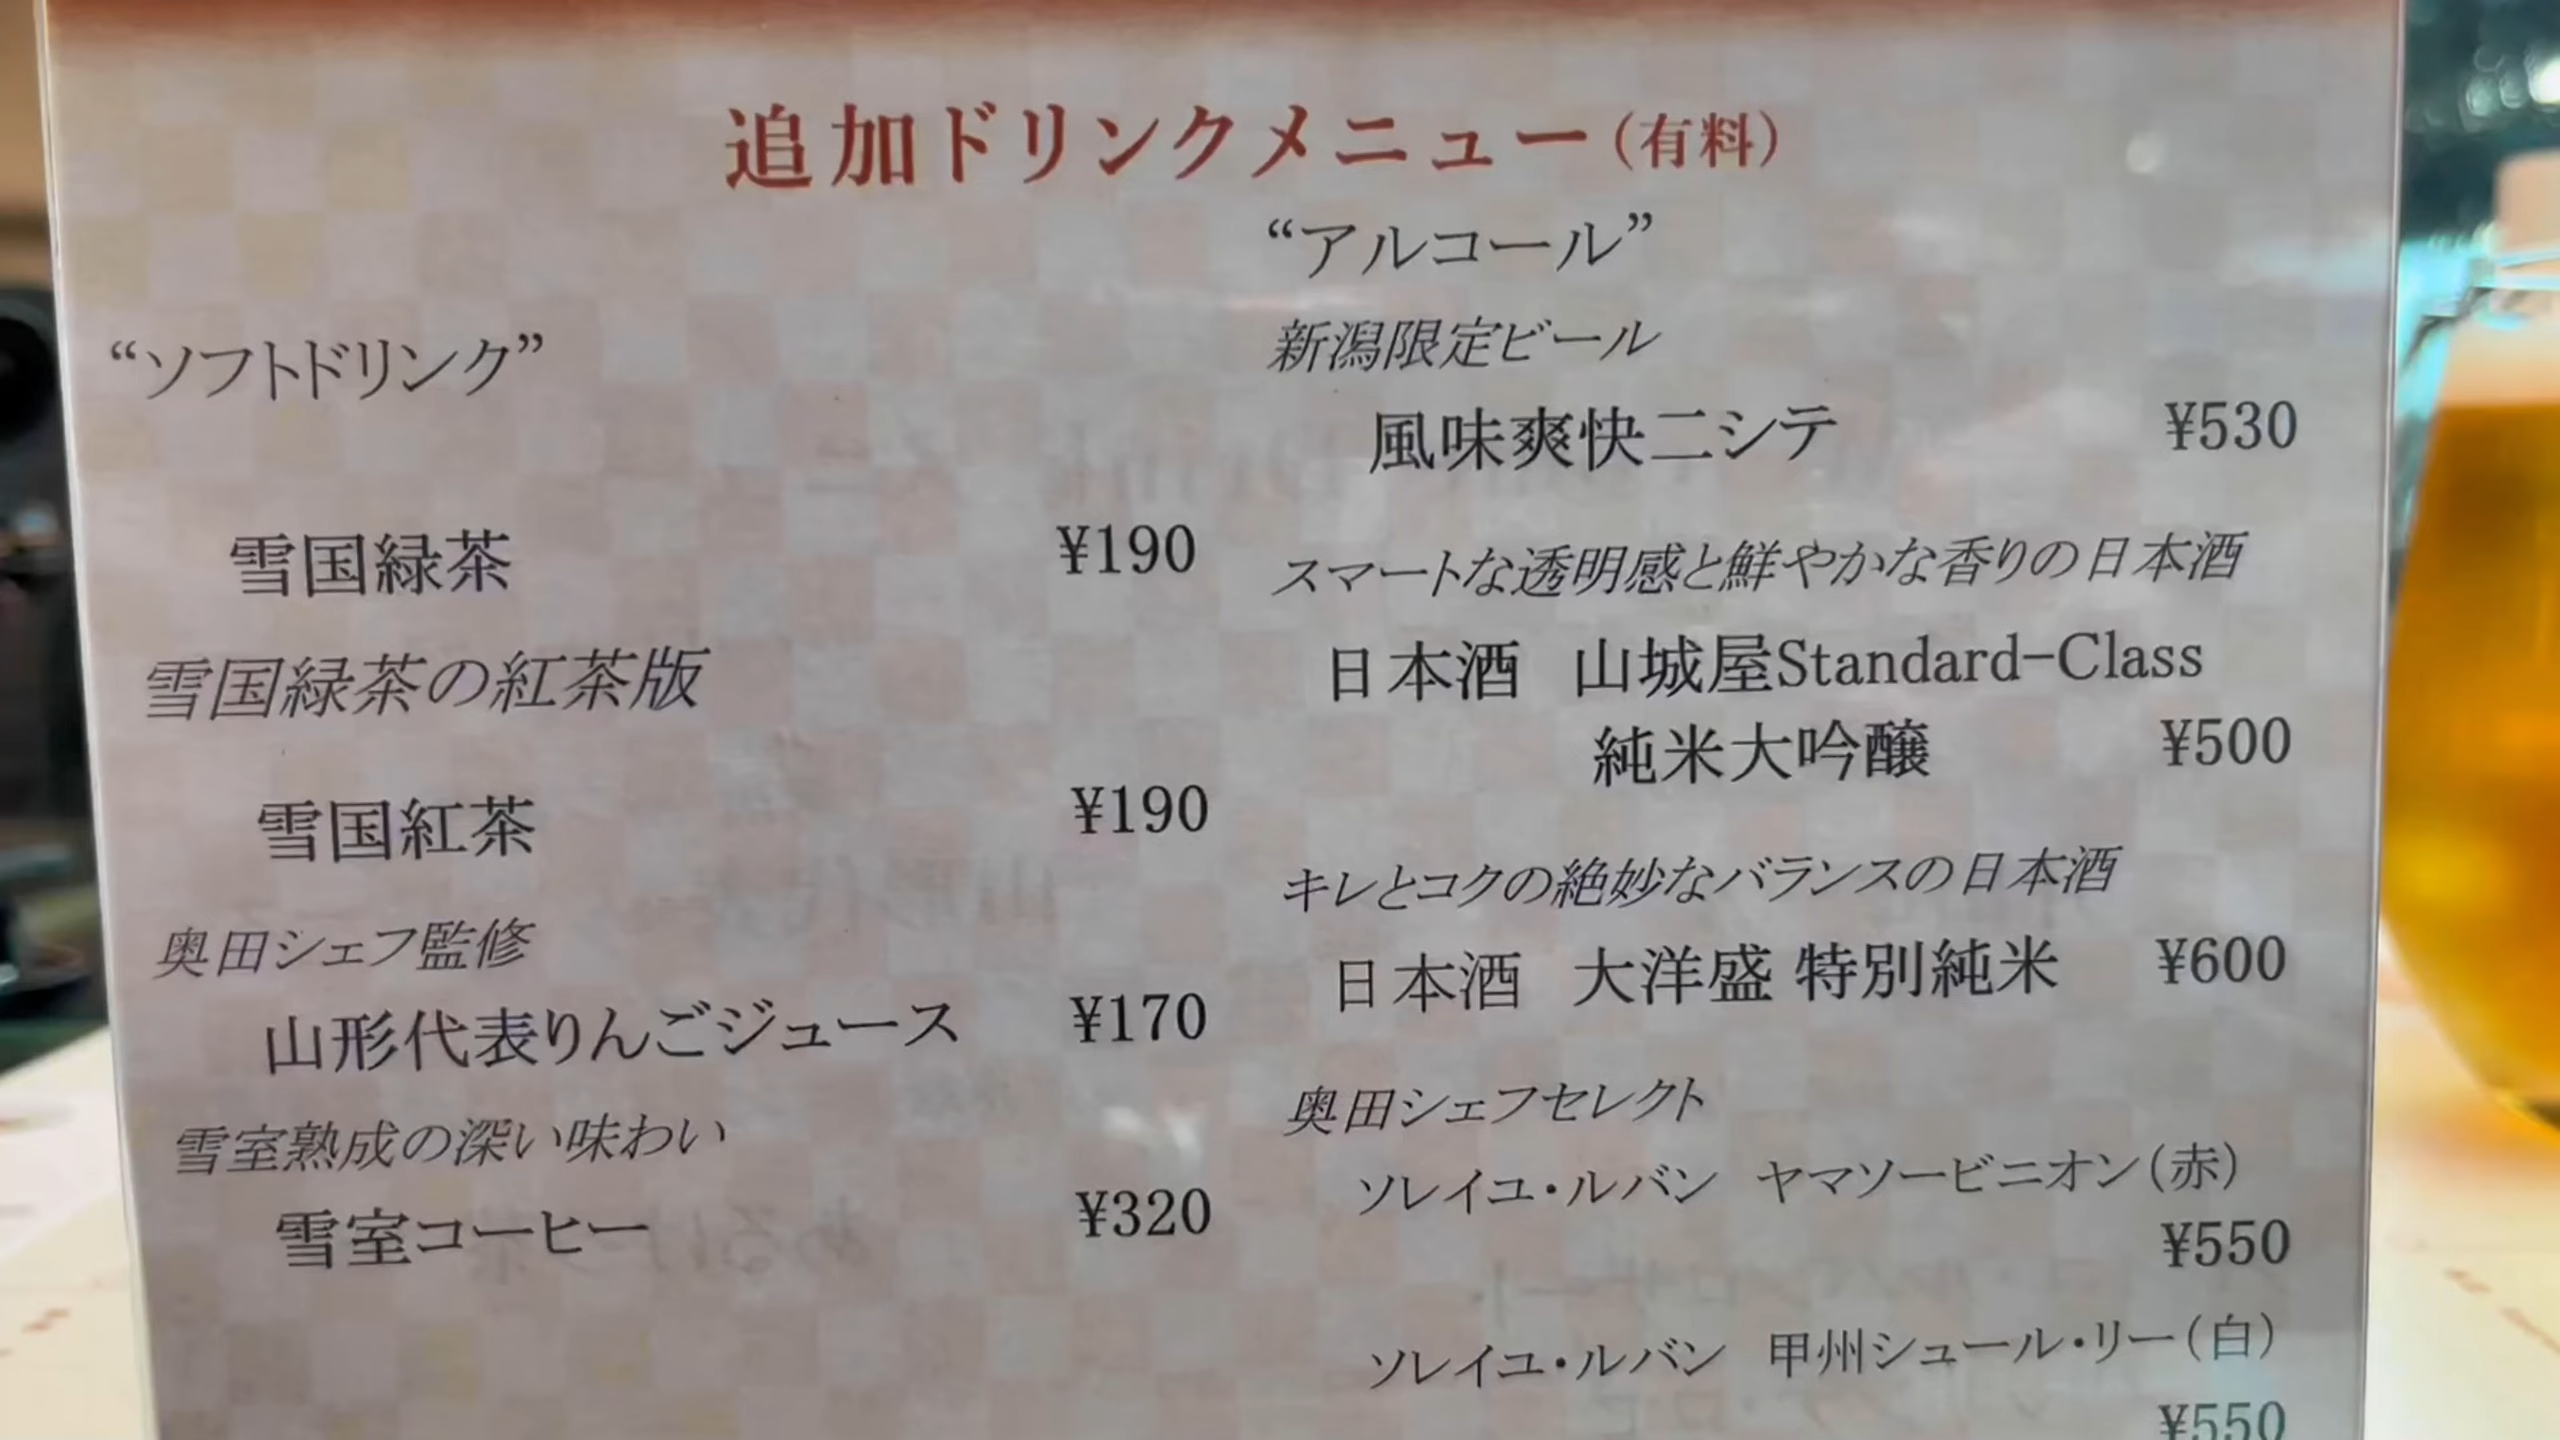 追加ドリンクメニュー(有料)
“ソフトドリンク”
雪国緑茶 ¥190
雪国緑茶の紅茶版
雪国紅茶 ¥190
奥田シェフ監修
山形代表りんごジュース ¥170
雪室熟成の深い味わい
雪室コーヒー ¥320
“アルコール”
新潟限定ビール
風味爽快ニシテ ¥530
スマートな透明感と鮮やかな香りの日本酒
日本酒 山城屋Standard-Class
純米大吟醸 ¥500
キレとコクの絶妙なバランスの日本酒
日本酒 大洋盛 特別純米 ¥600
奥田シェフセレクト
ソレイユ・ルバン ヤマソービニオン(赤)
¥550
ソレイユ・ルバン 甲州シュール・リー(白)
¥550